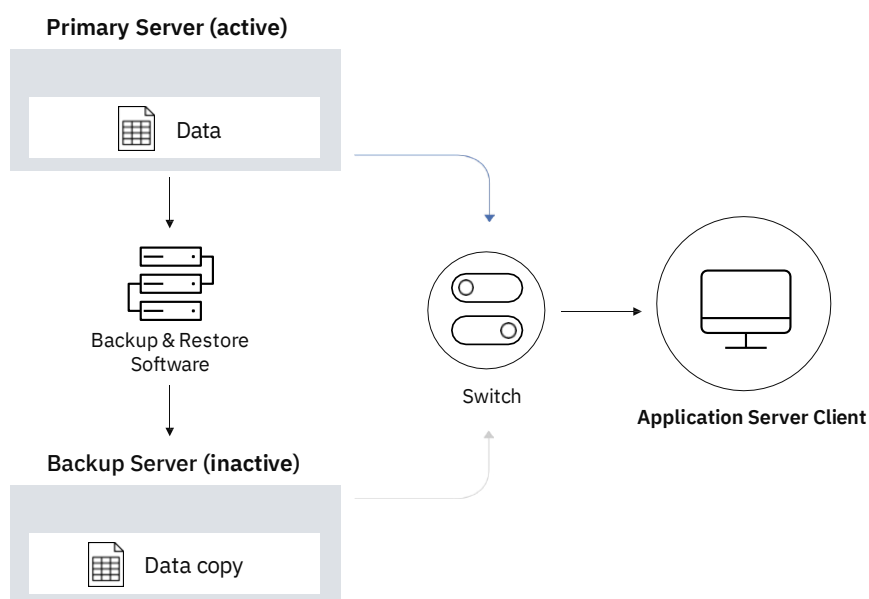 Primary Server (active)
Data
Backup & Restore
Software
Switch
Application Server Client
Backup Server (inactive)
Data copy